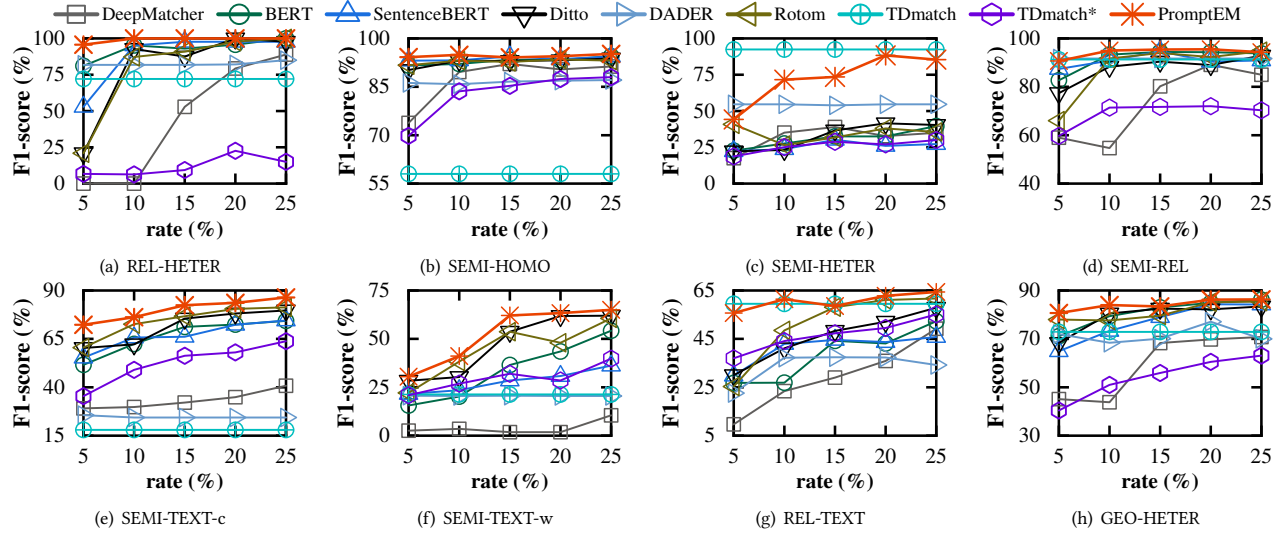 DeepMatcher BERT SentenceBERT Ditto DADER Rotom TDmatch TDmatch* PromptEM
F1-score (%)
100
75
50
25
0
5 10 15 20 25
rate (%)
(a) REL-HETER
F1-score (%)
100
85
70
55
5 10 15 20 25
rate (%)
(b) SEMI-HOMO
F1-score (%)
100
75
50
25
0
5 10 15 20 25
rate (%)
(c) SEMI-HETER
F1-score (%)
100
80
60
40
5 10 15 20 25
rate (%)
(d) SEMI-REL
F1-score (%)
90
65
40
15
5 10 15 20 25
rate (%)
(e) SEMI-TEXT-c
F1-score (%)
75
50
25
0
5 10 15 20 25
rate (%)
(f) SEMI-TEXT-w
F1-score (%)
65
45
25
5
5 10 15 20 25
rate (%)
(g) REL-TEXT
F1-score (%)
90
70
50
30
5 10 15 20 25
rate (%)
(h) GEO-HETER